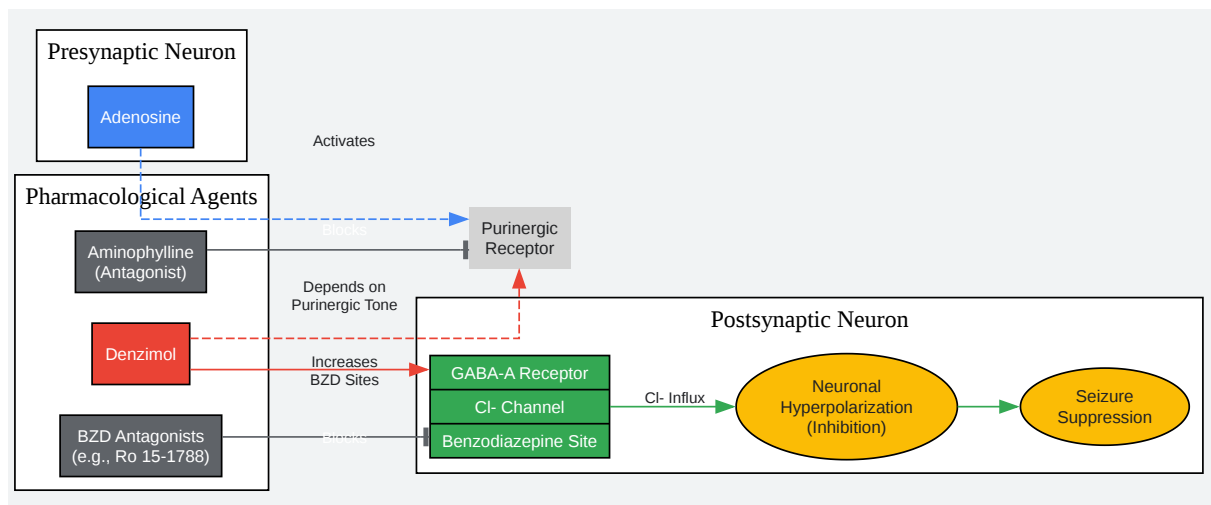 Presynaptic Neuron
Adenosine
Activates
Pharmacological Agents
Aminophylline
(Antagonist)
Blocks
Purinergic
Receptor
Depends on
Purinergic Tone
Denzimol
Increases
BZD Sites
BZD Antagonists
(e.g., Ro 15-1788)
Blocks
Postsynaptic Neuron
GABA-A Receptor
Cl- Channel
Benzodiazepine Site
Cl- Influx
Neuronal
Hyperpolarization
(Inhibition)
Seizure
Suppression